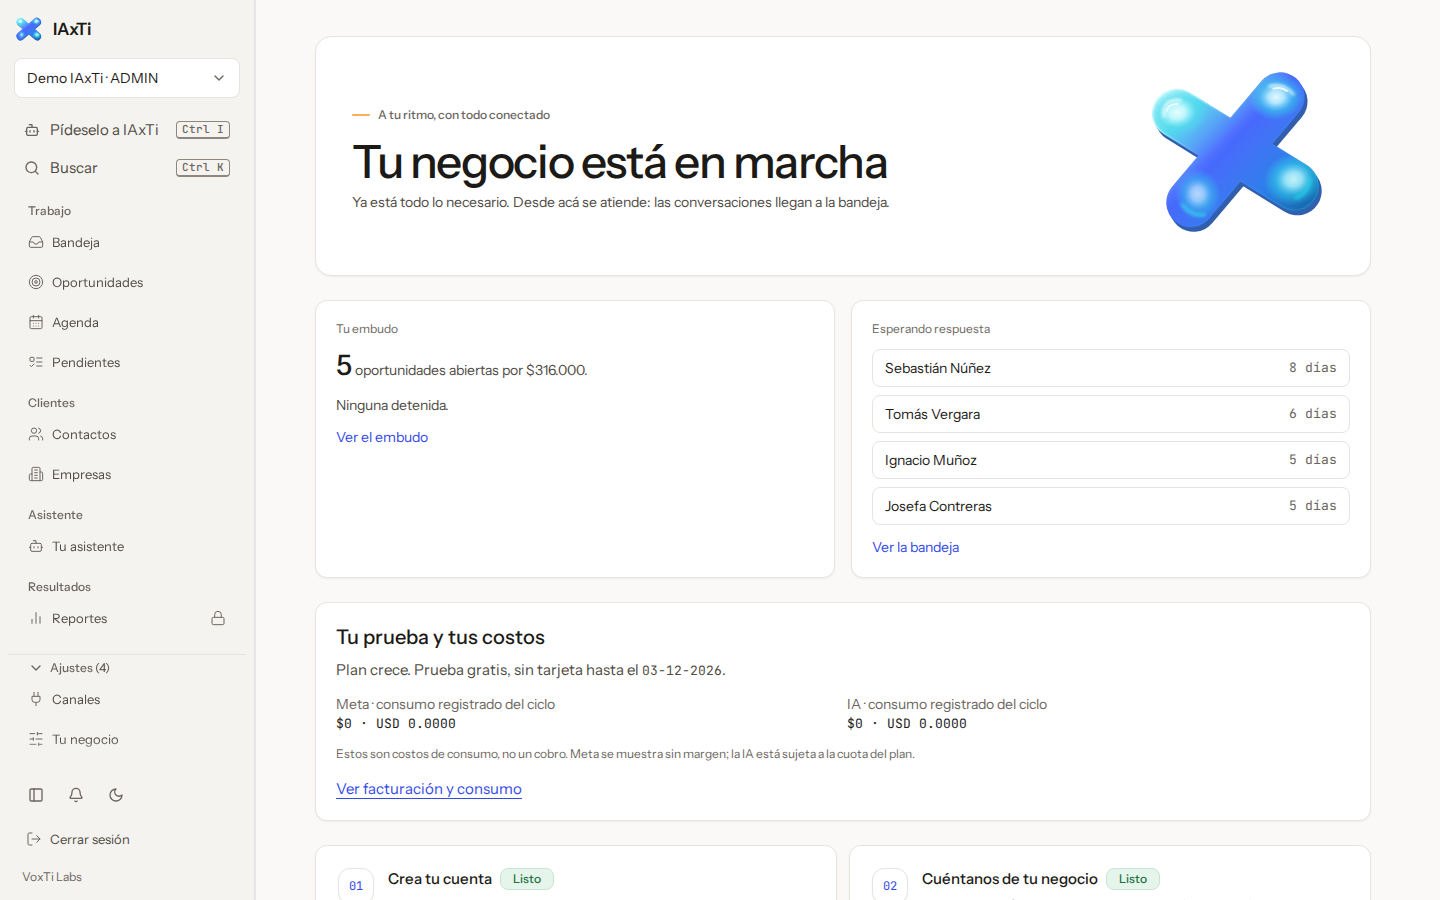 IAxTi
Demo IAxTi · ADMIN
Pídeselo a IAxTi Ctrl I
Buscar Ctrl K
Trabajo
Bandeja
Oportunidades
Agenda
Pendientes
Clientes
Contactos
Empresas
Asistente
Tu asistente
Resultados
Reportes
Ajustes (4)
Canales
Tu negocio
Cerrar sesión
VoxTi Labs
A tu ritmo, con todo conectado
Tu negocio está en marcha
Ya está todo lo necesario. Desde acá se atiende: las conversaciones llegan a la bandeja.
Tu embudo
5 oportunidades abiertas por $316.000.
Ninguna detenida.
Ver el embudo
Esperando respuesta
Sebastián Núñez 8 días
Tomás Vergara 6 días
Ignacio Muñoz 5 días
Josefa Contreras 5 días
Ver la bandeja
Tu prueba y tus costos
Plan crece. Prueba gratis, sin tarjeta hasta el 03-12-2026.
Meta · consumo registrado del ciclo
$0 · USD 0.0000
IA · consumo registrado del ciclo
$0 · USD 0.0000
Estos son costos de consumo, no un cobro. Meta se muestra sin margen; la IA está sujeta a la cuota del plan.
Ver facturación y consumo
01 Crea tu cuenta Listo
02 Cuéntanos de tu negocio Listo